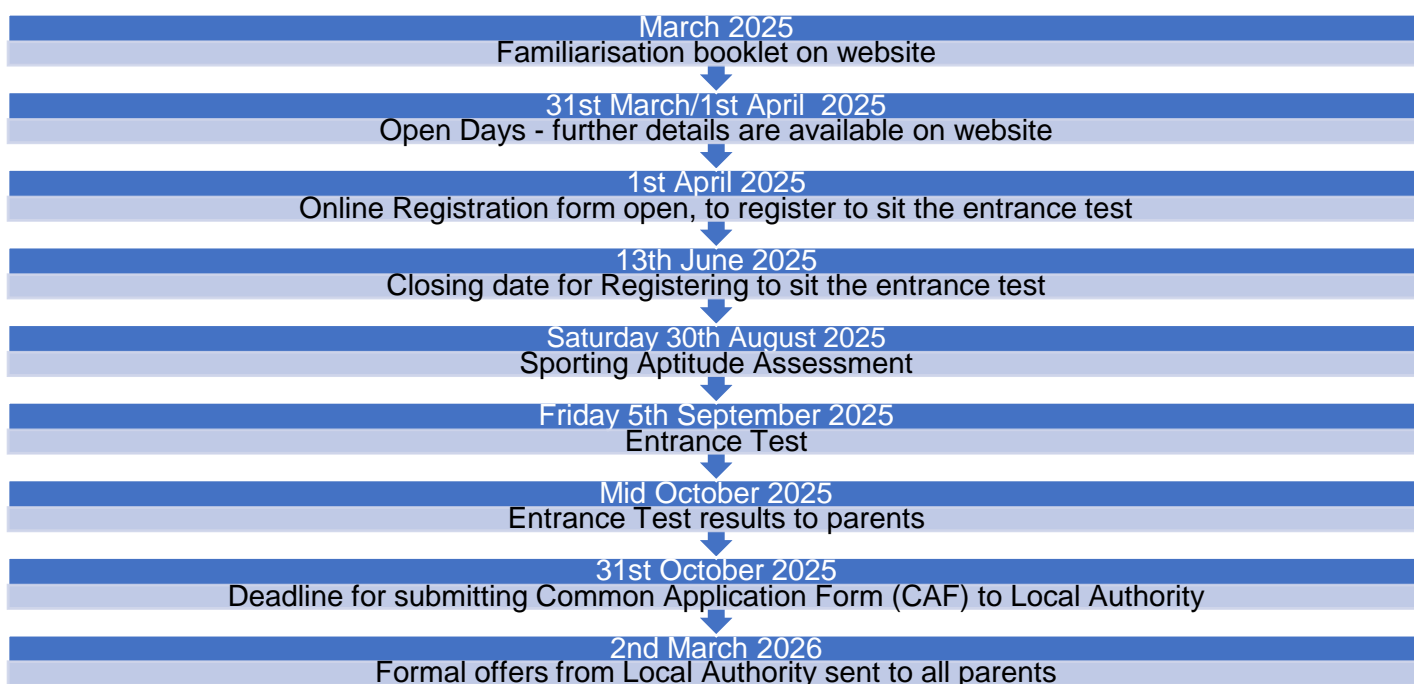 March 2025
Familiarisation booklet on website
31st March/1st April 2025
Open Days - further details are available on website
1st April 2025
Online Registration form open, to register to sit the entrance test
13th June 2025
Closing date for Registering to sit the entrance test
Saturday 30th August 2025
Sporting Aptitude Assessment
Friday 5th September 2025
Entrance Test
Mid October 2025
Entrance Test results to parents
31st October 2025
Deadline for submitting Common Application Form (CAF) to Local Authority
2nd March 2026
Formal offers from Local Authority sent to all parents